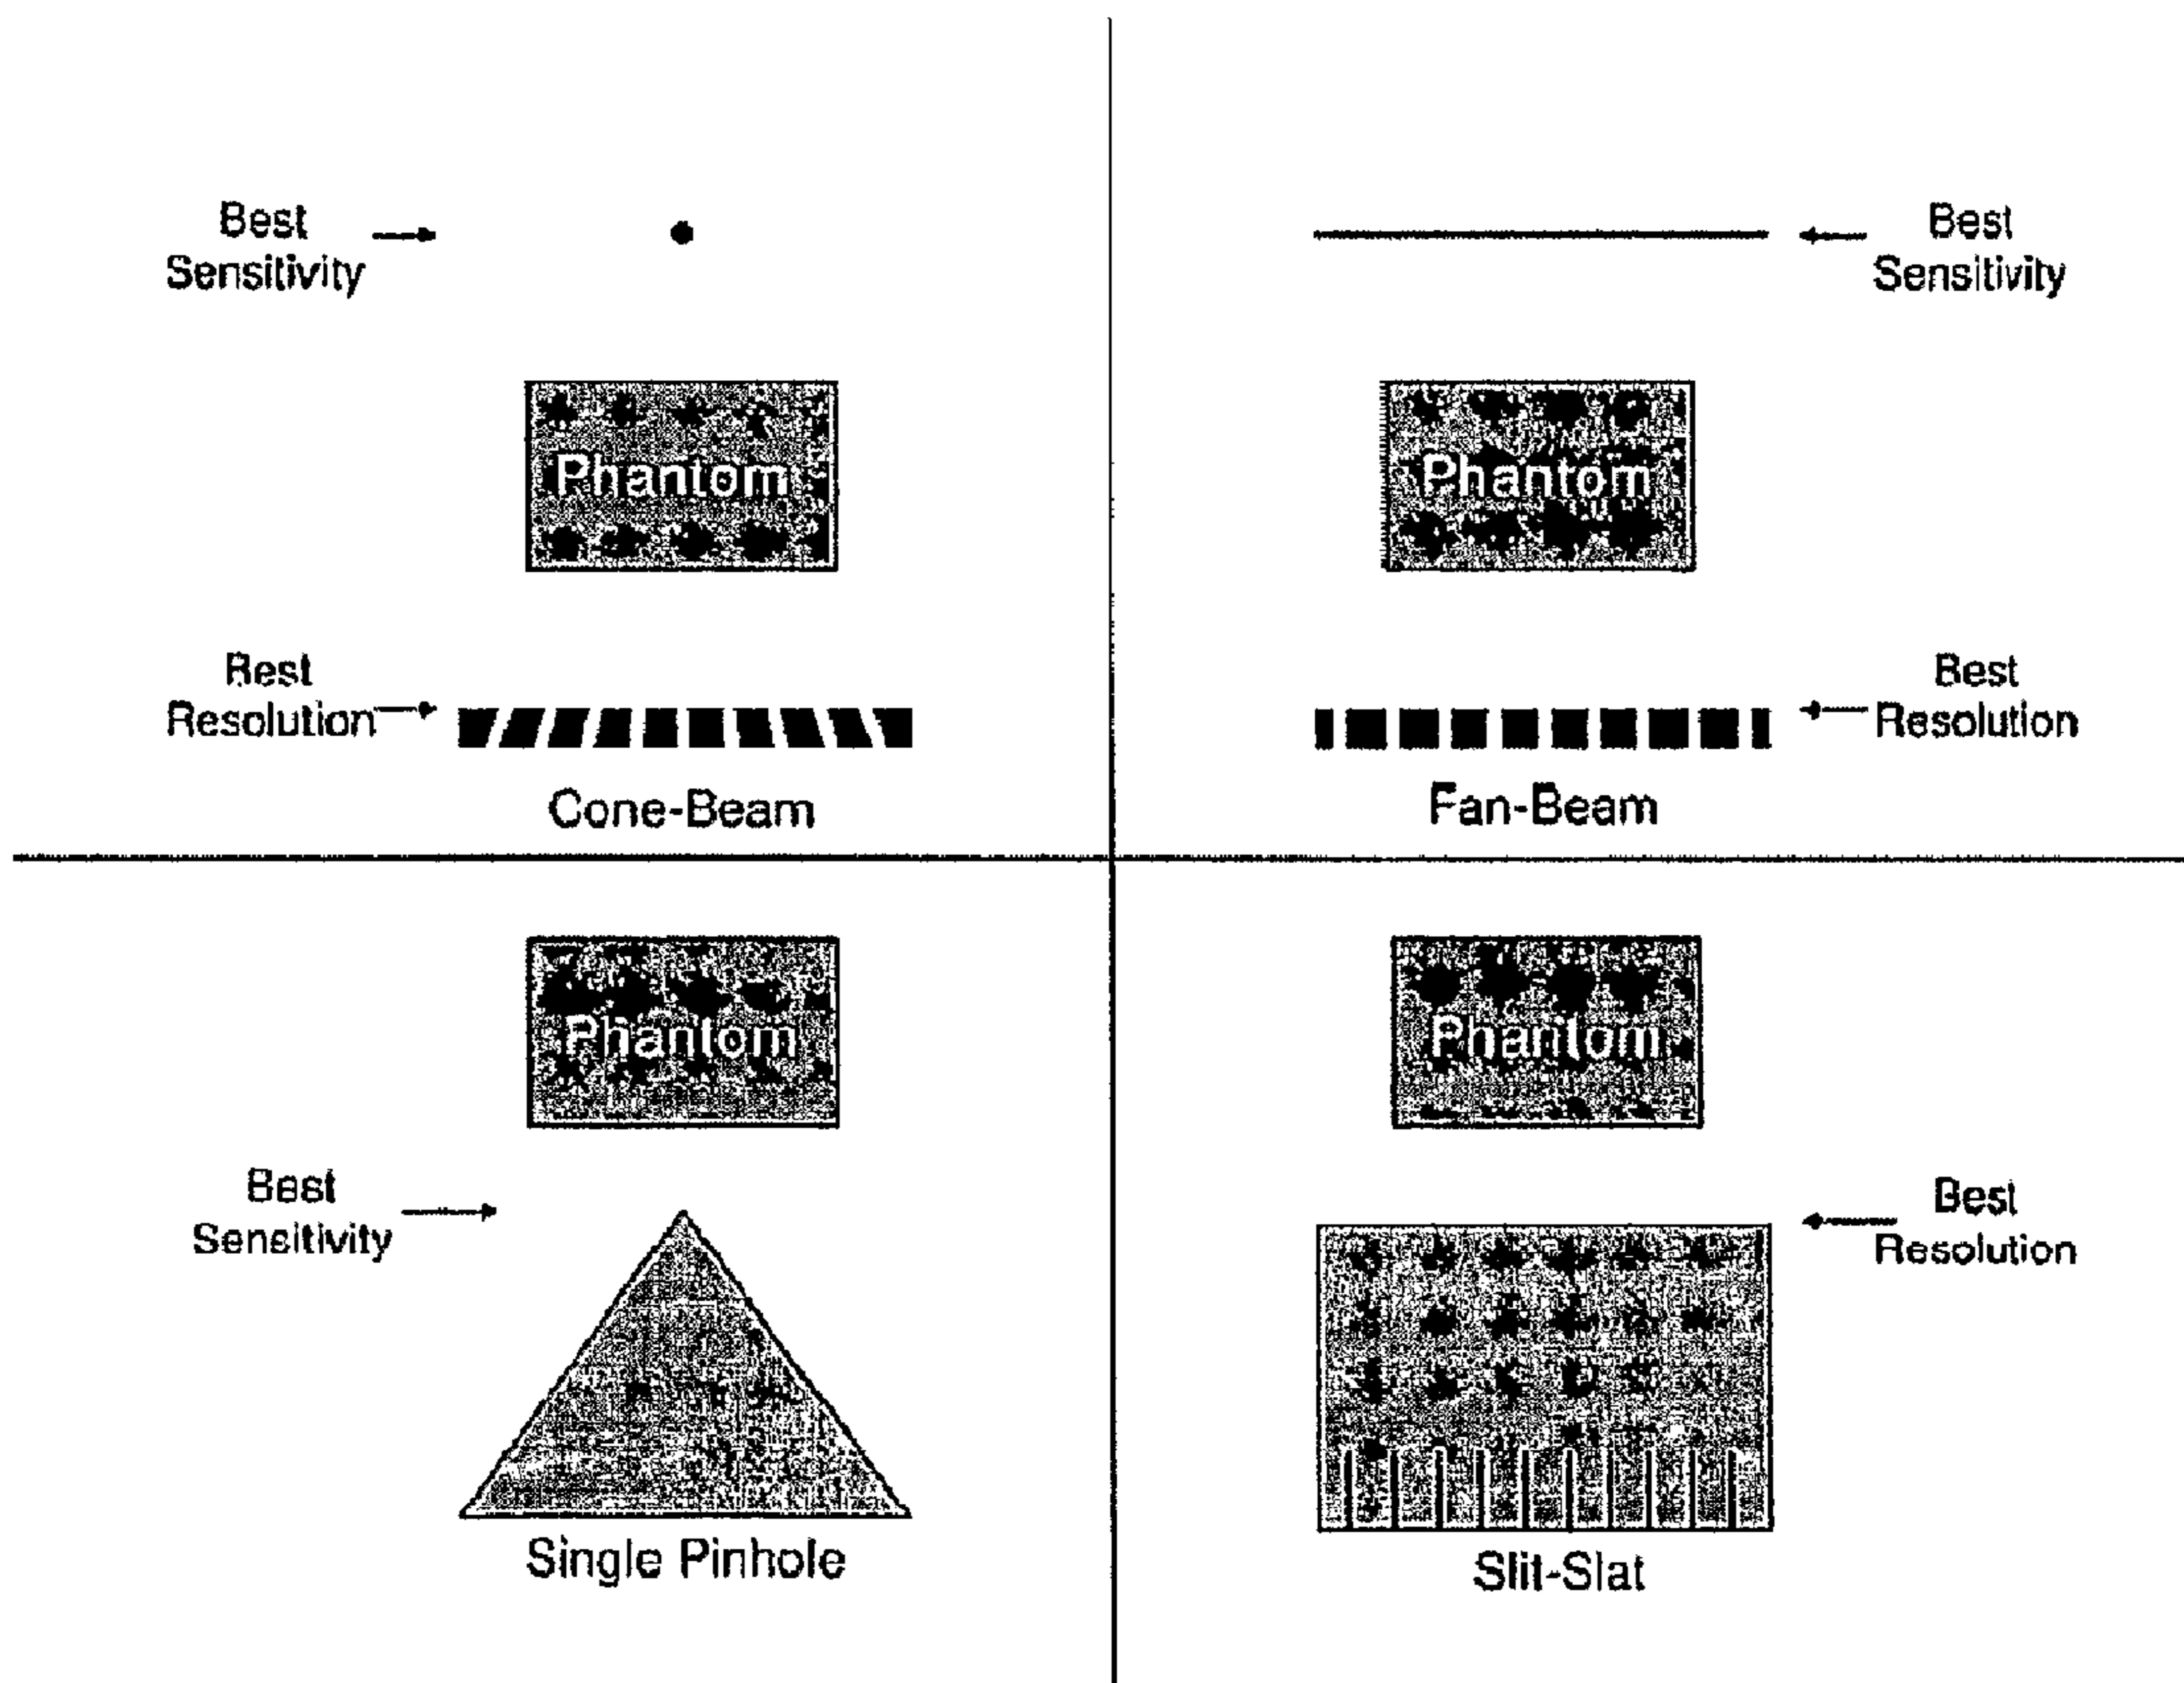 Best
Sensitivity
Phantom
Best
Resolution
Cone-Beam
Best
Sensitivity
Phantom
Best
Resolution
Fan-Beam
Phantom
Best
Sensitivity
Single Pinhole
Phantom
Best
Resolution
Slit-Slat